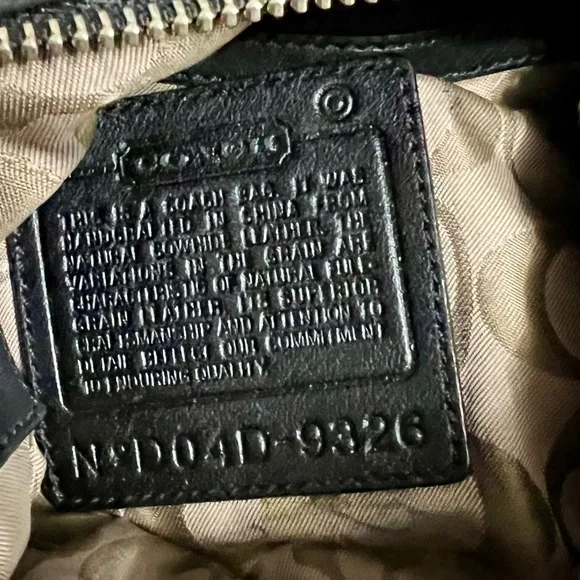 ©
COACH
THIS IS A COACH BAG. IT WAS
HANDCRAFTED IN CHINA FROM
NATURAL COWHIDE LEATHER. THE
VARIATIONS IN THE GRAIN ARE
CHARACTERISTIC OF NATURAL FULL
GRAIN LEATHER. ITS SUPERIOR
CRAFTSMANSHIP AND ATTENTION TO
DETAIL REFLECT OUR COMMITMENT
TO ENDURING QUALITY.
NºD04D-9326